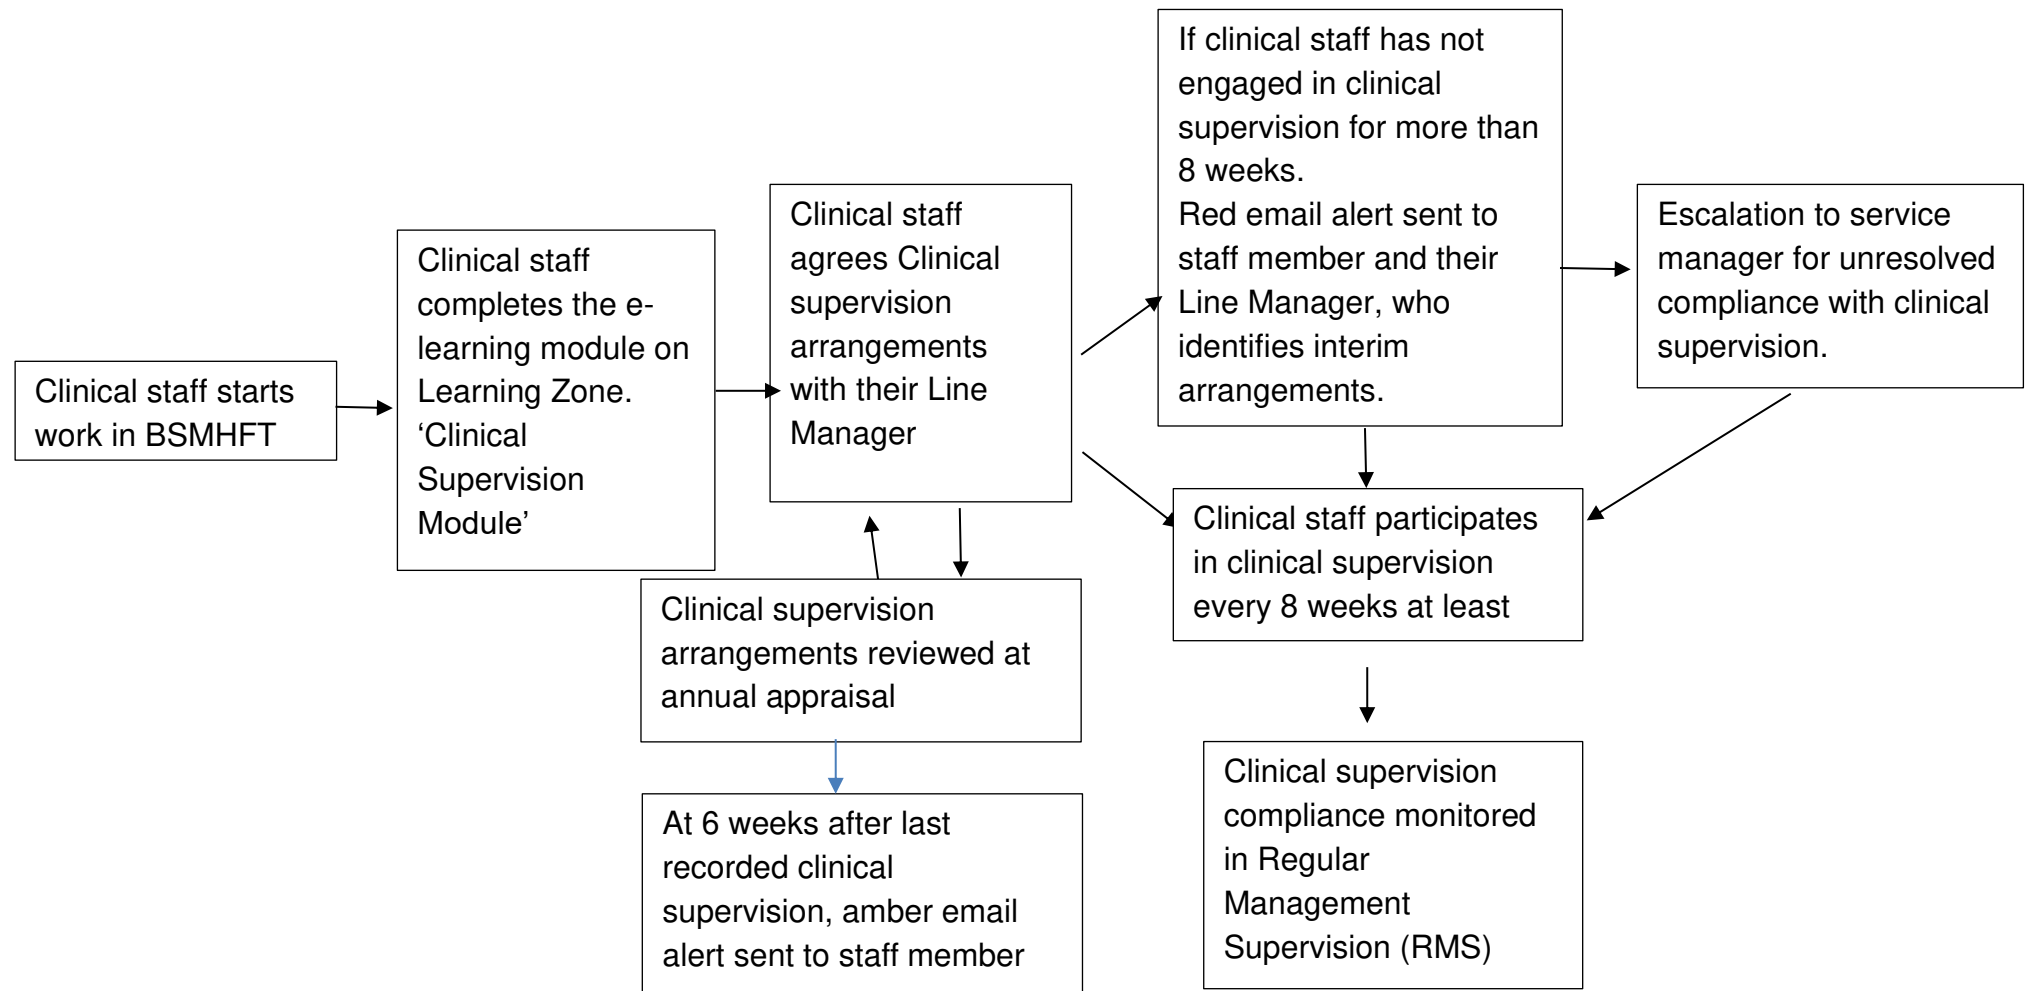 Clinical staff starts
work in BSMHFT
Clinical staff
completes the e-
learning module on
Learning Zone.
‘Clinical
Supervision
Module’
Clinical staff
agrees Clinical
supervision
arrangements
with their Line
Manager
Clinical supervision
arrangements reviewed at
annual appraisal
At 6 weeks after last
recorded clinical
supervision, amber email
alert sent to staff member
If clinical staff has not
engaged in clinical
supervision for more than
8 weeks.
Red email alert sent to
staff member and their
Line Manager, who
identifies interim
arrangements.
Escalation to service
manager for unresolved
compliance with clinical
supervision.
Clinical staff participates
in clinical supervision
every 8 weeks at least
Clinical supervision
compliance monitored
in Regular
Management
Supervision (RMS)